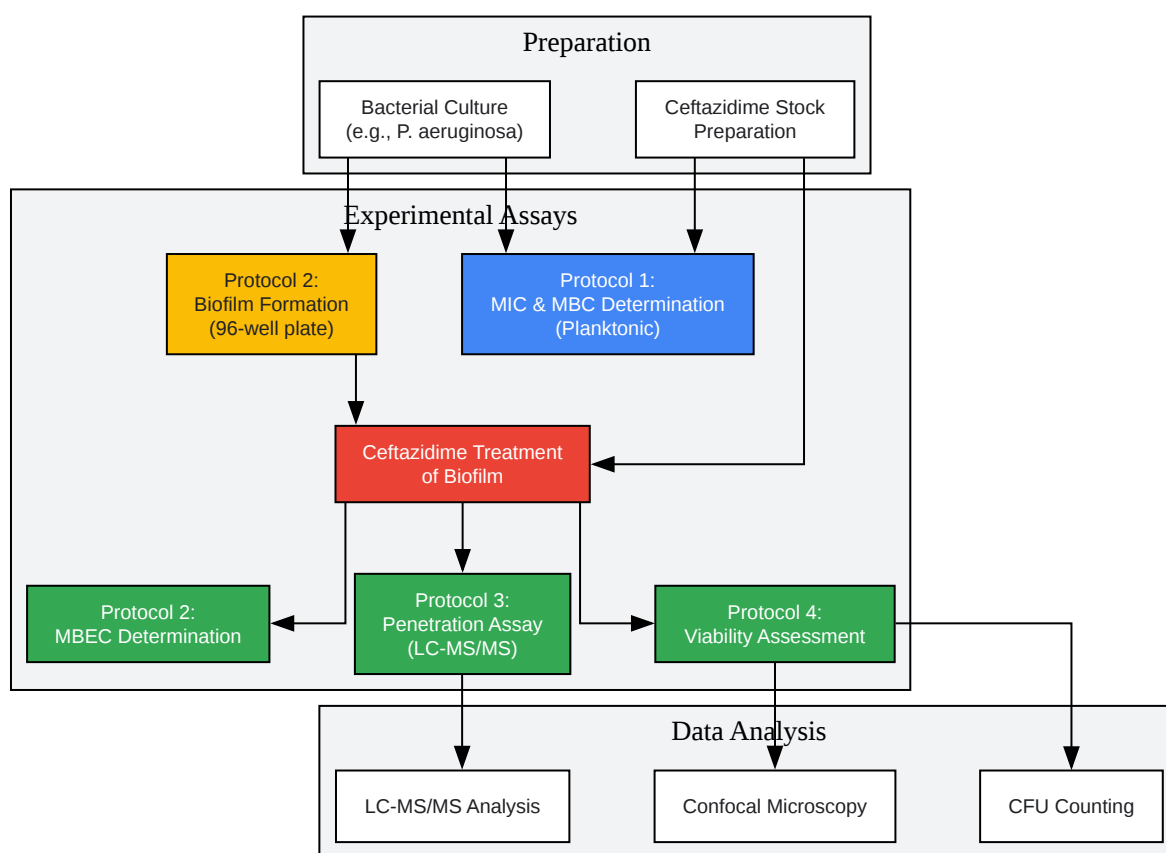 Preparation
Bacterial Culture
(e.g., P. aeruginosa)
Ceftazidime Stock
Preparation
Experimental Assays
Protocol 2:
Biofilm Formation
(96-well plate)
Protocol 1:
MIC & MBC Determination
(Planktonic)
Ceftazidime Treatment
of Biofilm
Protocol 2:
MBEC Determination
Protocol 3:
Penetration Assay
(LC-MS/MS)
Protocol 4:
Viability Assessment
Data Analysis
LC-MS/MS Analysis
Confocal Microscopy
CFU Counting